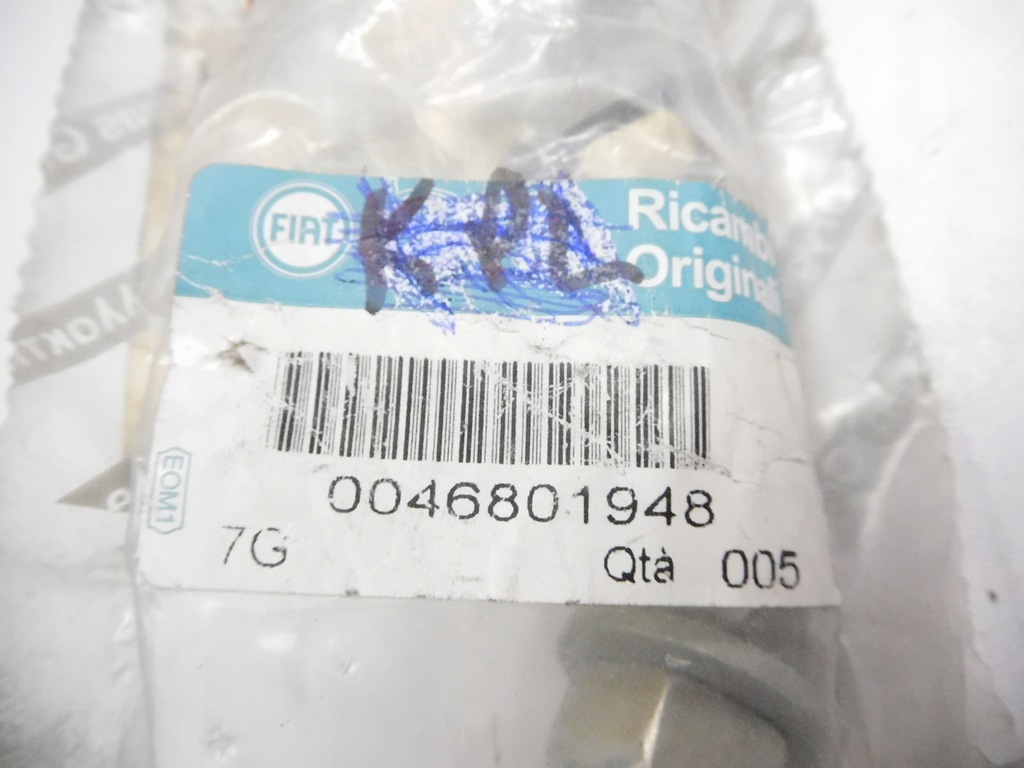 FIAT
K PL
Ricambi
Originali
0046801948
EOM1
7G
Qtà 005